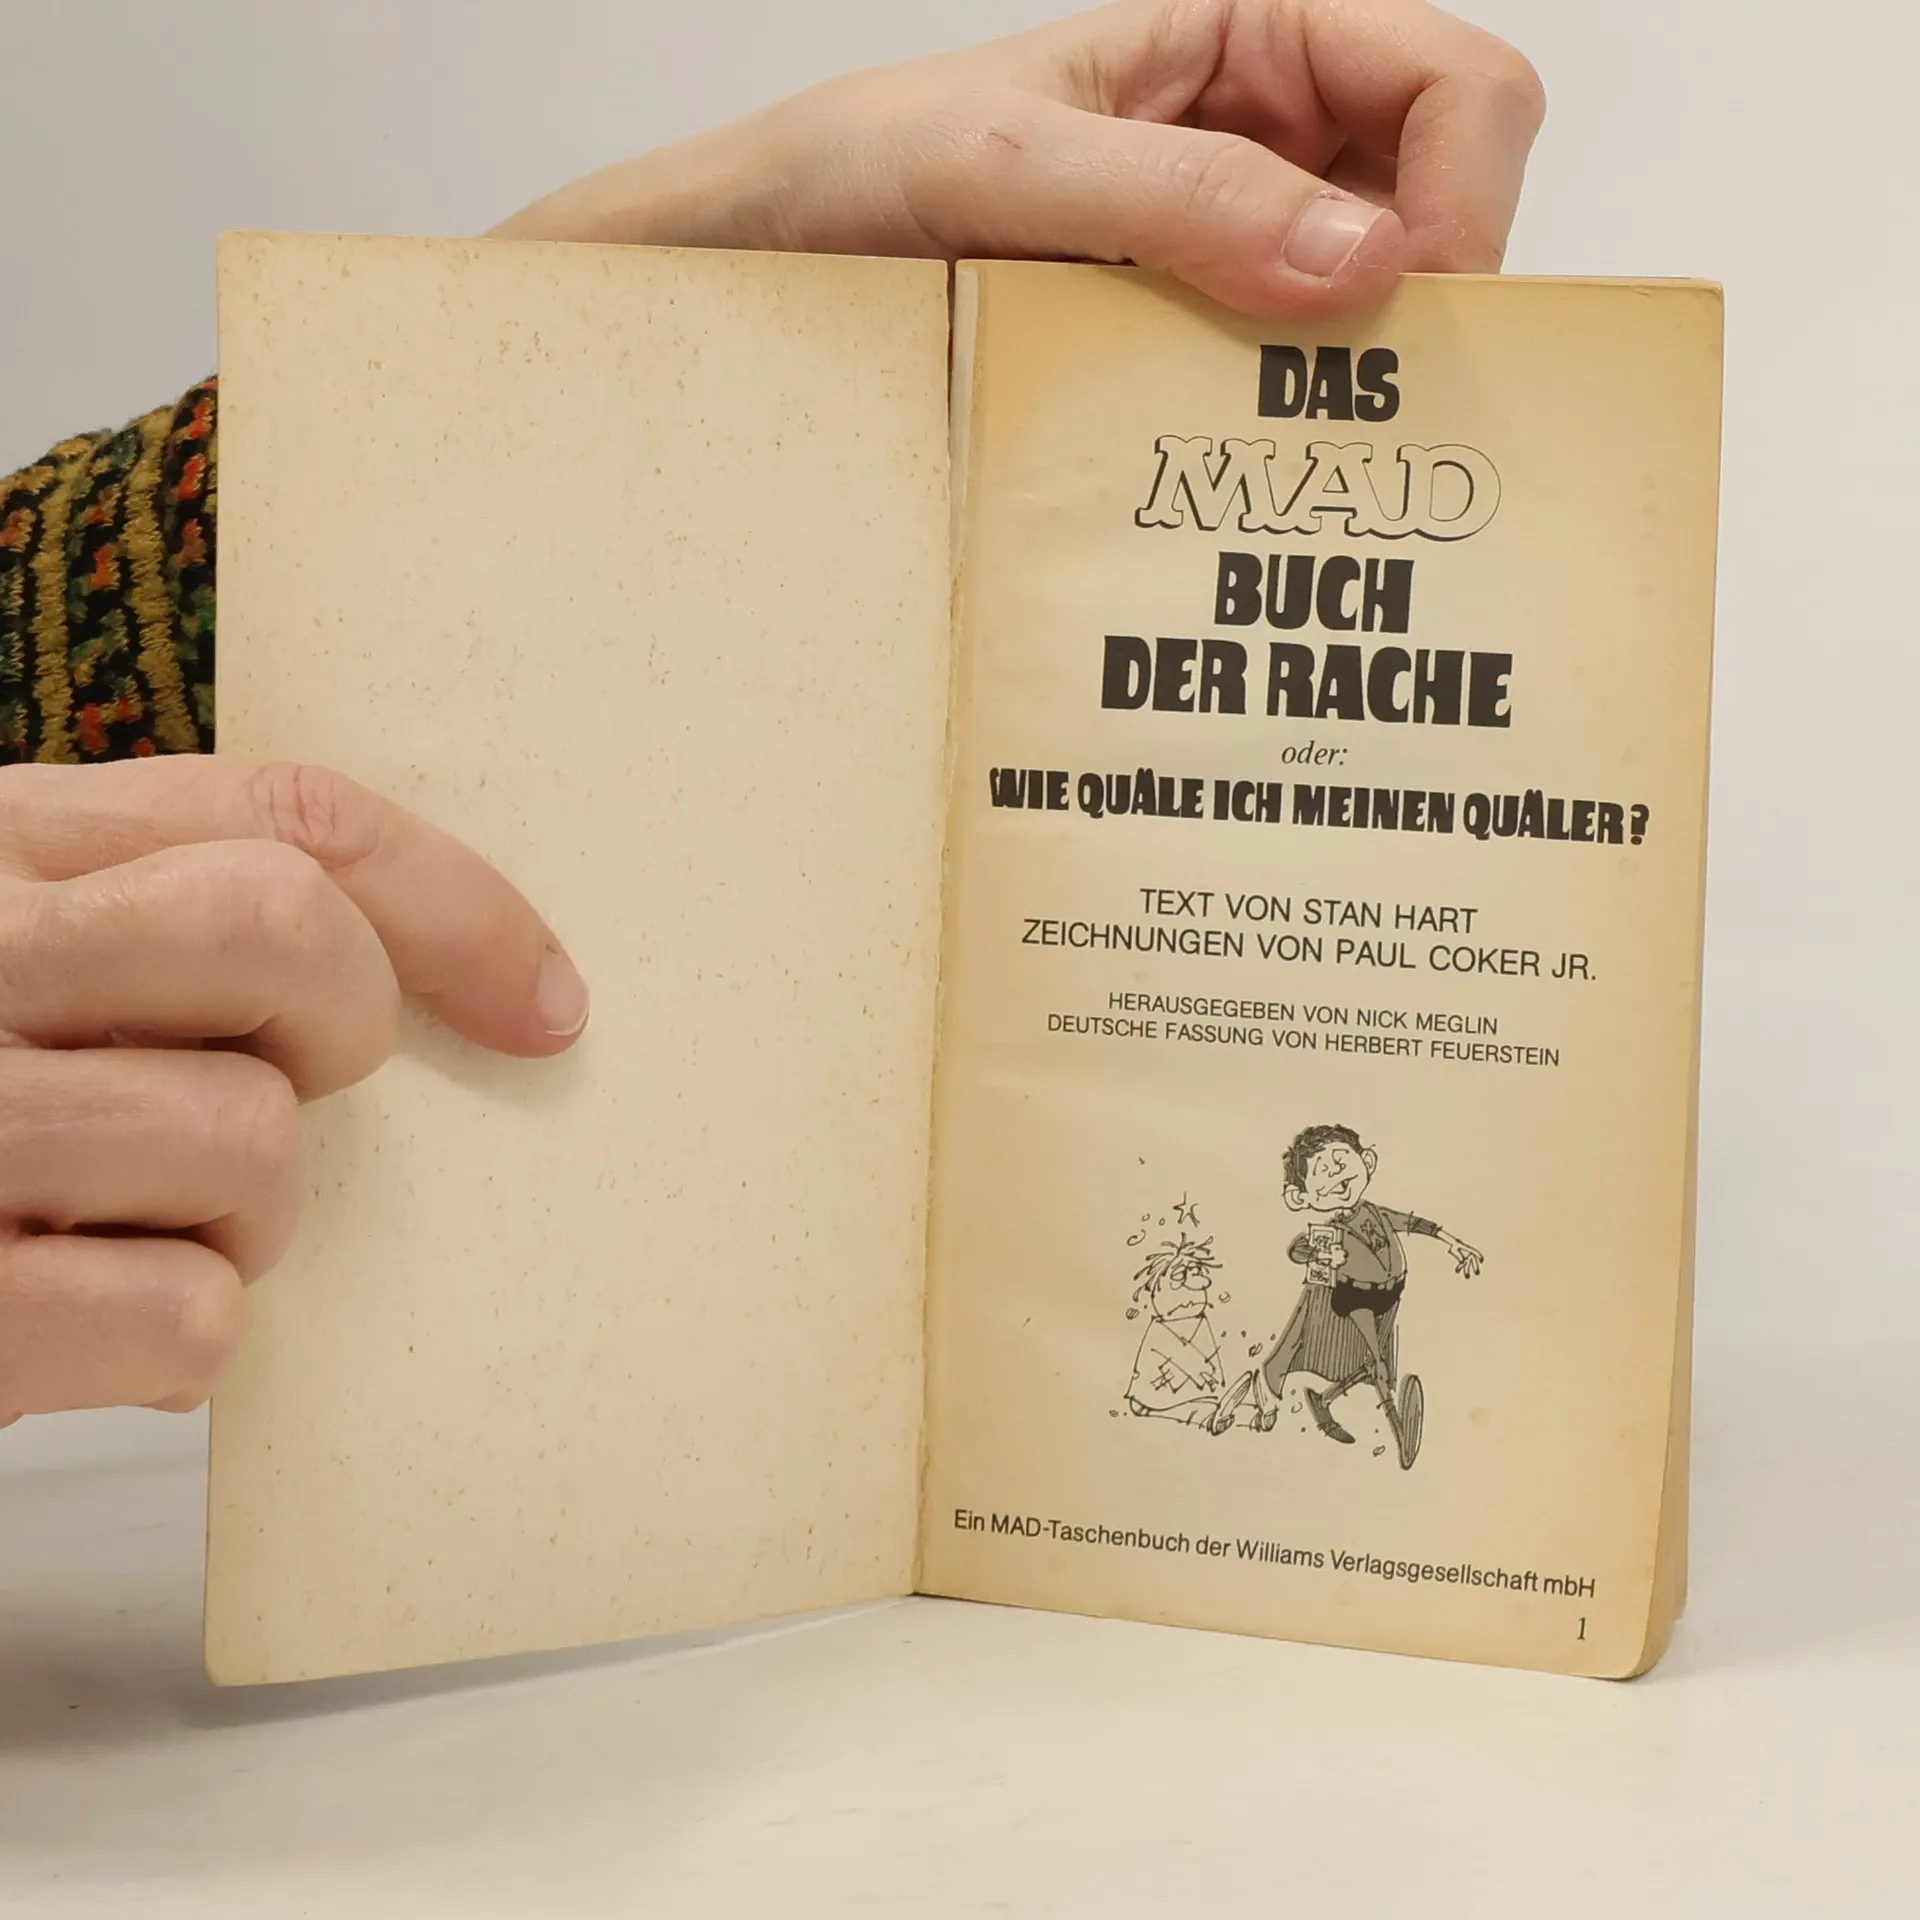 DAS
MAD
BUCH
DER RACHE
oder:
WIE QUÄLE ICH MEINEN QUÄLER?
TEXT VON STAN HART
ZEICHNUNGEN VON PAUL COKER JR.
HERAUSGEGEBEN VON NICK MEGLIN
DEUTSCHE FASSUNG VON HERBERT FEUERSTEIN
Ein MAD-Taschenbuch der Williams Verlagsgesellschaft mbH
1